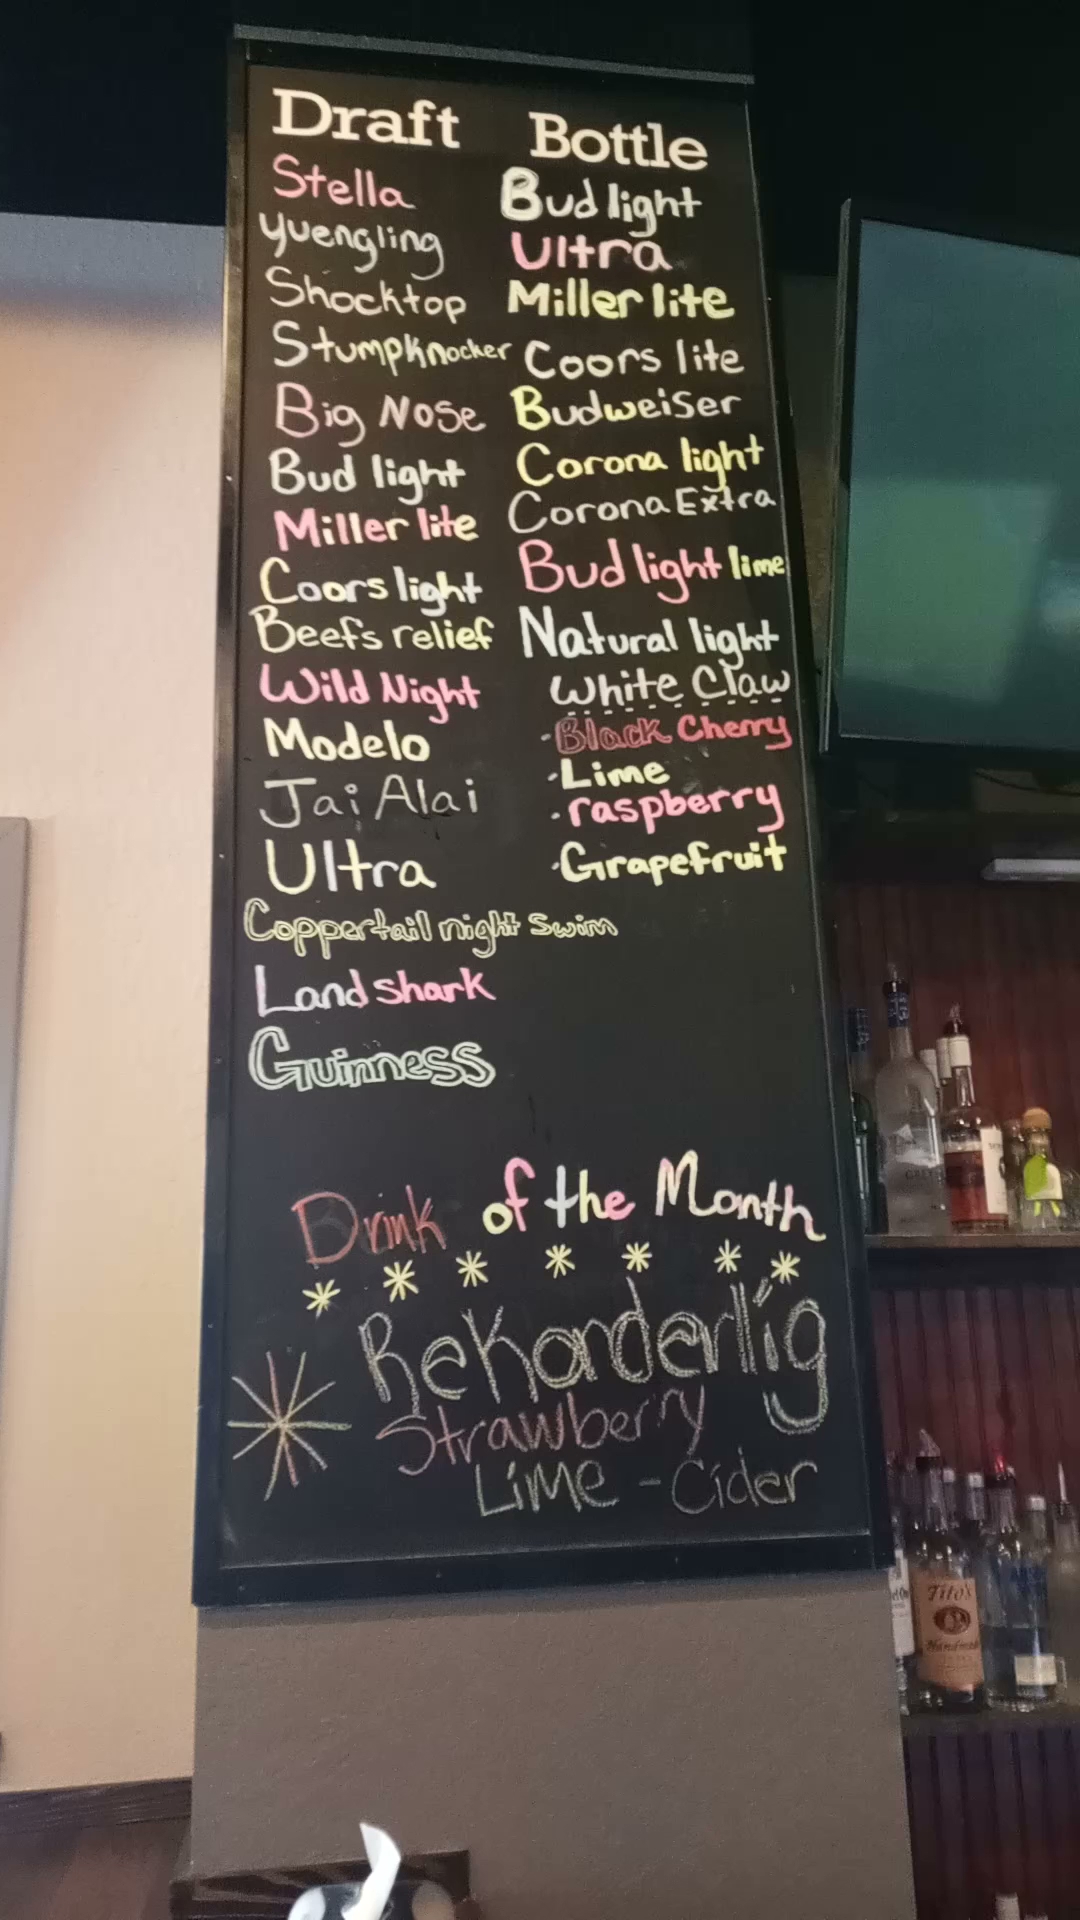 Draft
Stella
Yuengling
Shocktop
StumpKnocker
Big Nose
Bud light
Miller lite
Coors light
Beefs relief
Wild Night
Modelo
Jai Alai
Ultra
Coppertail night Swim
Land shark
Guinness
Bottle
Bud light
Ultra
Miller lite
Coors lite
Budweiser
Corona light
Corona Extra
Bud light lime
Natural light
White Claw
·Black Cherry
·Lime
·raspberry
·Grapefruit
Drink of the Month
Rekorderlig
Strawberry
Lime - Cider
Tito's
Handmade